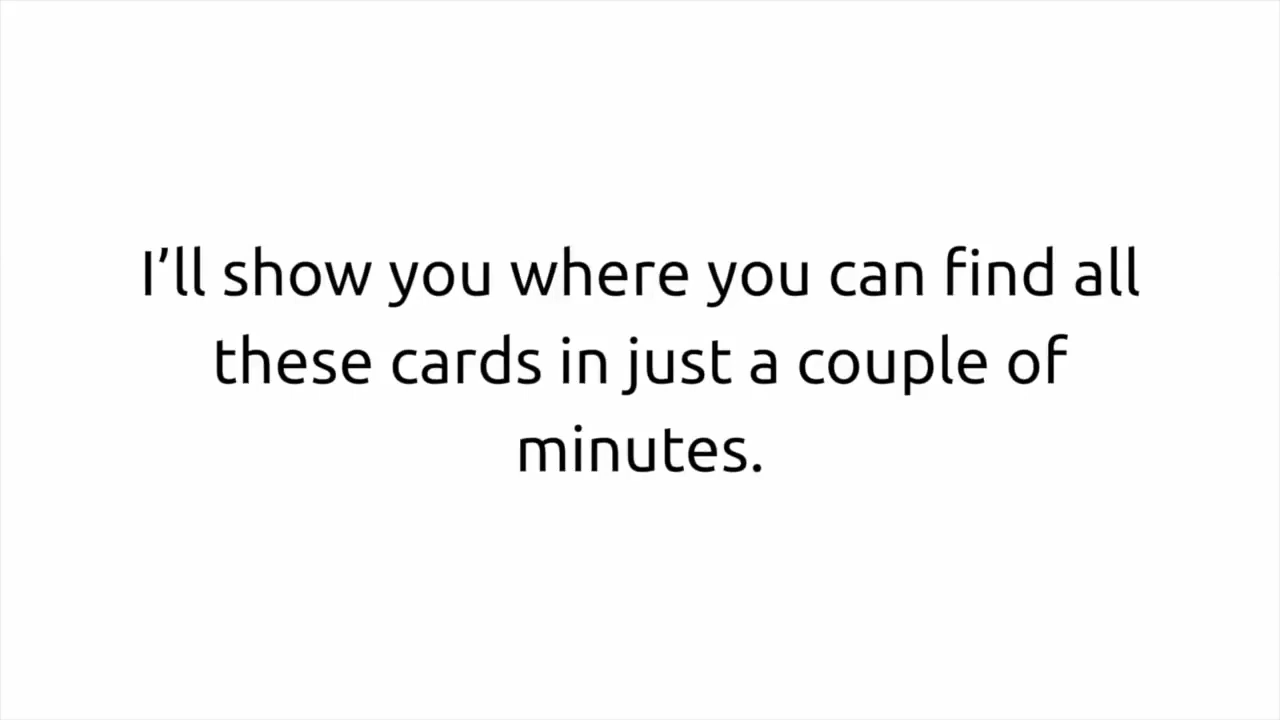 I’ll show you where you can find all
these cards in just a couple of
minutes.